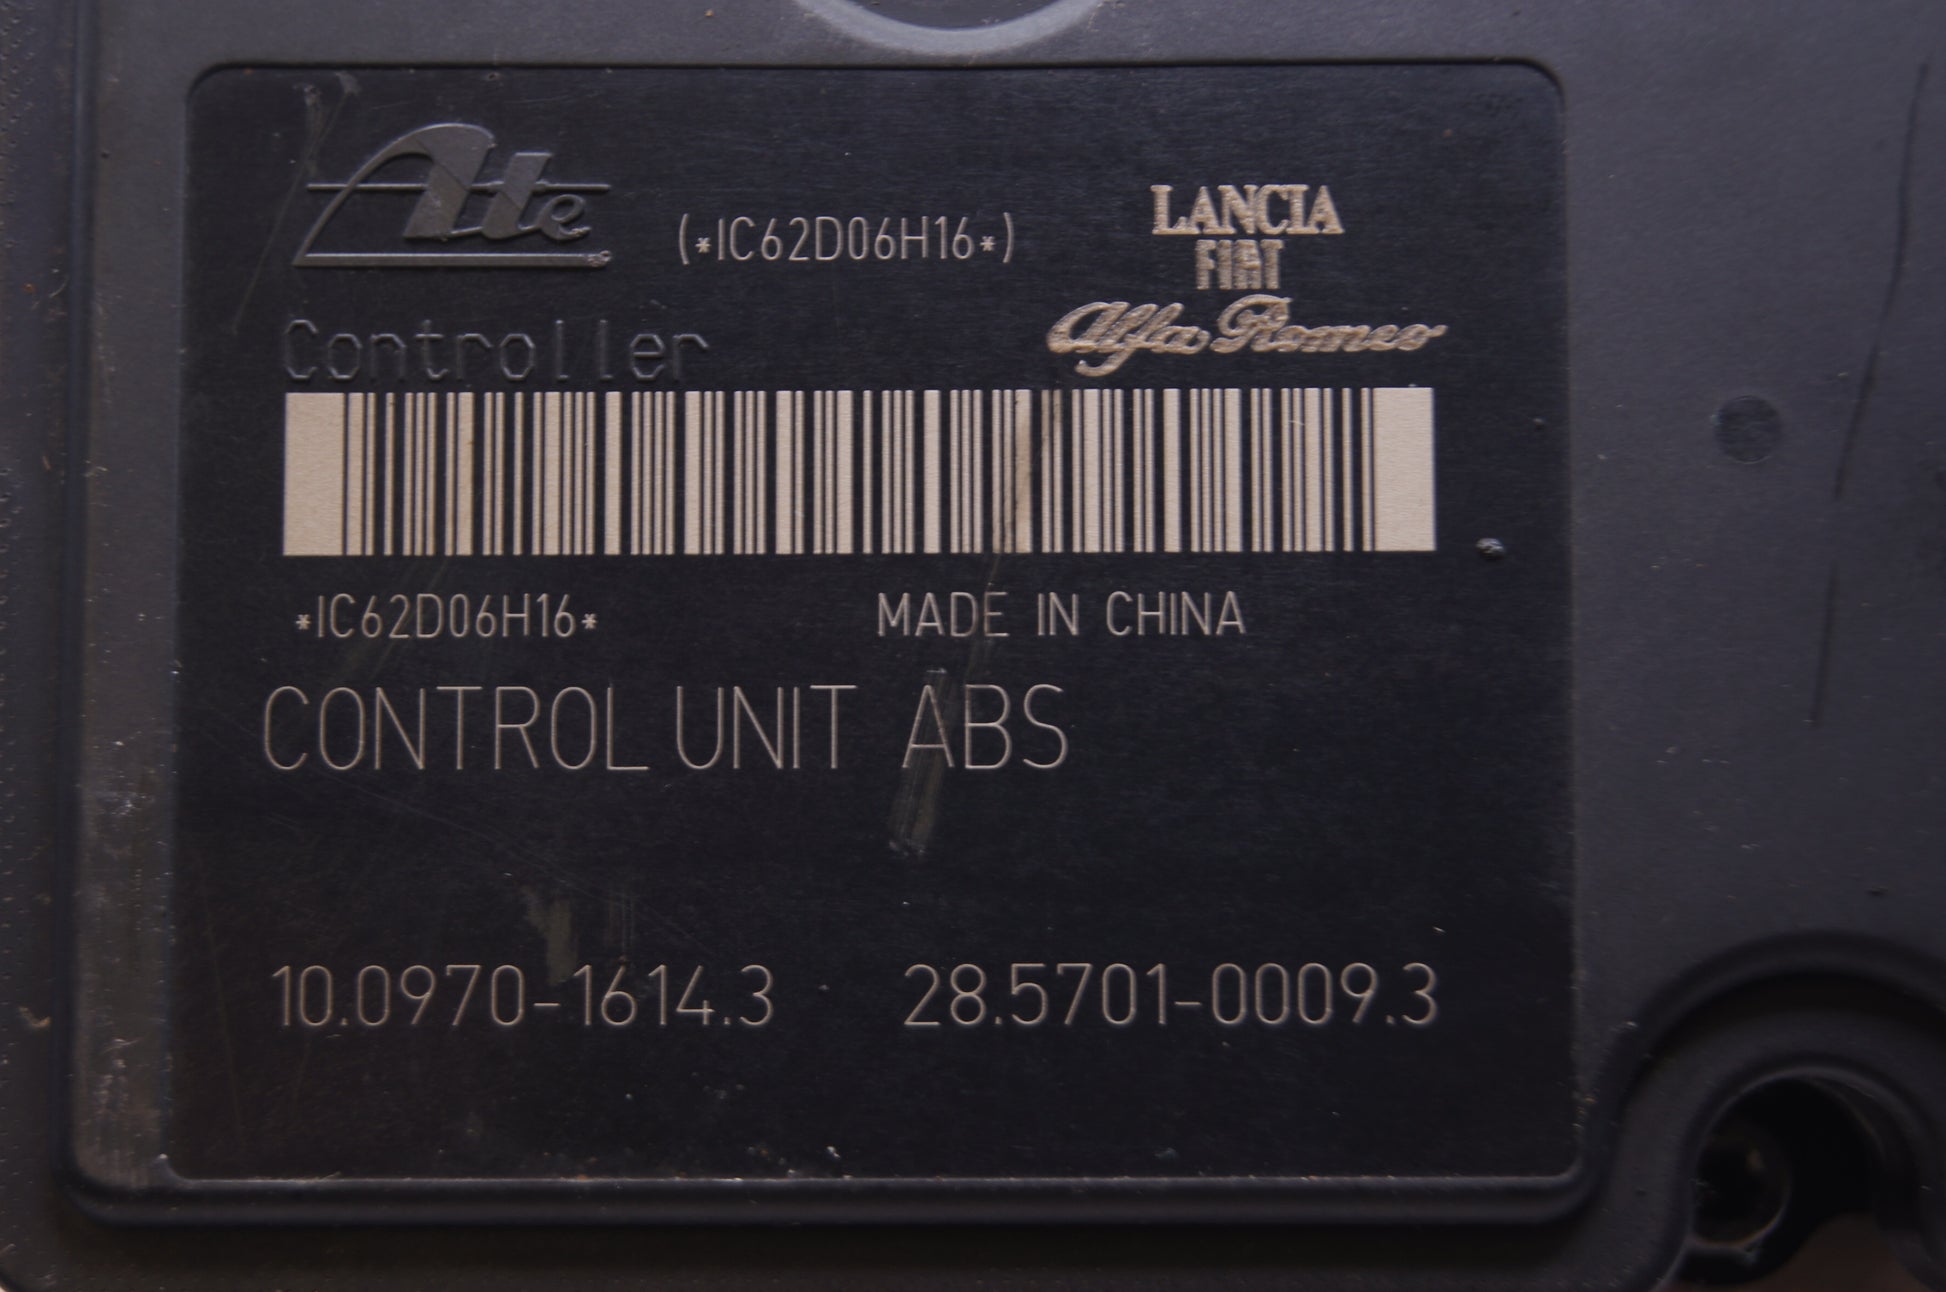 Ate
(*IC62D06H16*)
LANCIA
FIAT
Alfa Romeo
Controller
*IC62D06H16*
MADE IN CHINA
CONTROL UNIT ABS
10.0970-1614.3
28.5701-0009.3